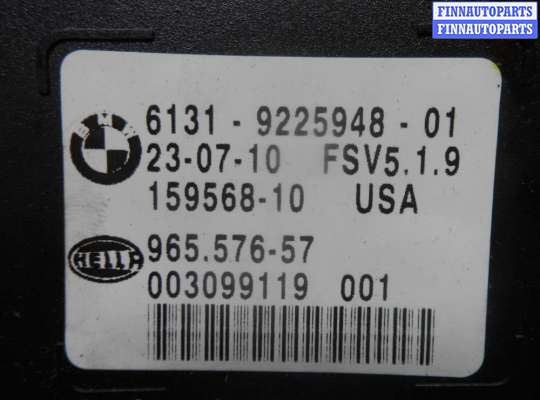 FINNAUTOPARTS
FINNAUTOPARTS
BMW
6131 - 9225948 - 01
23-07-10 FSV5.1.9
159568-10 USA
HELLA
965.576-57
003099119 001